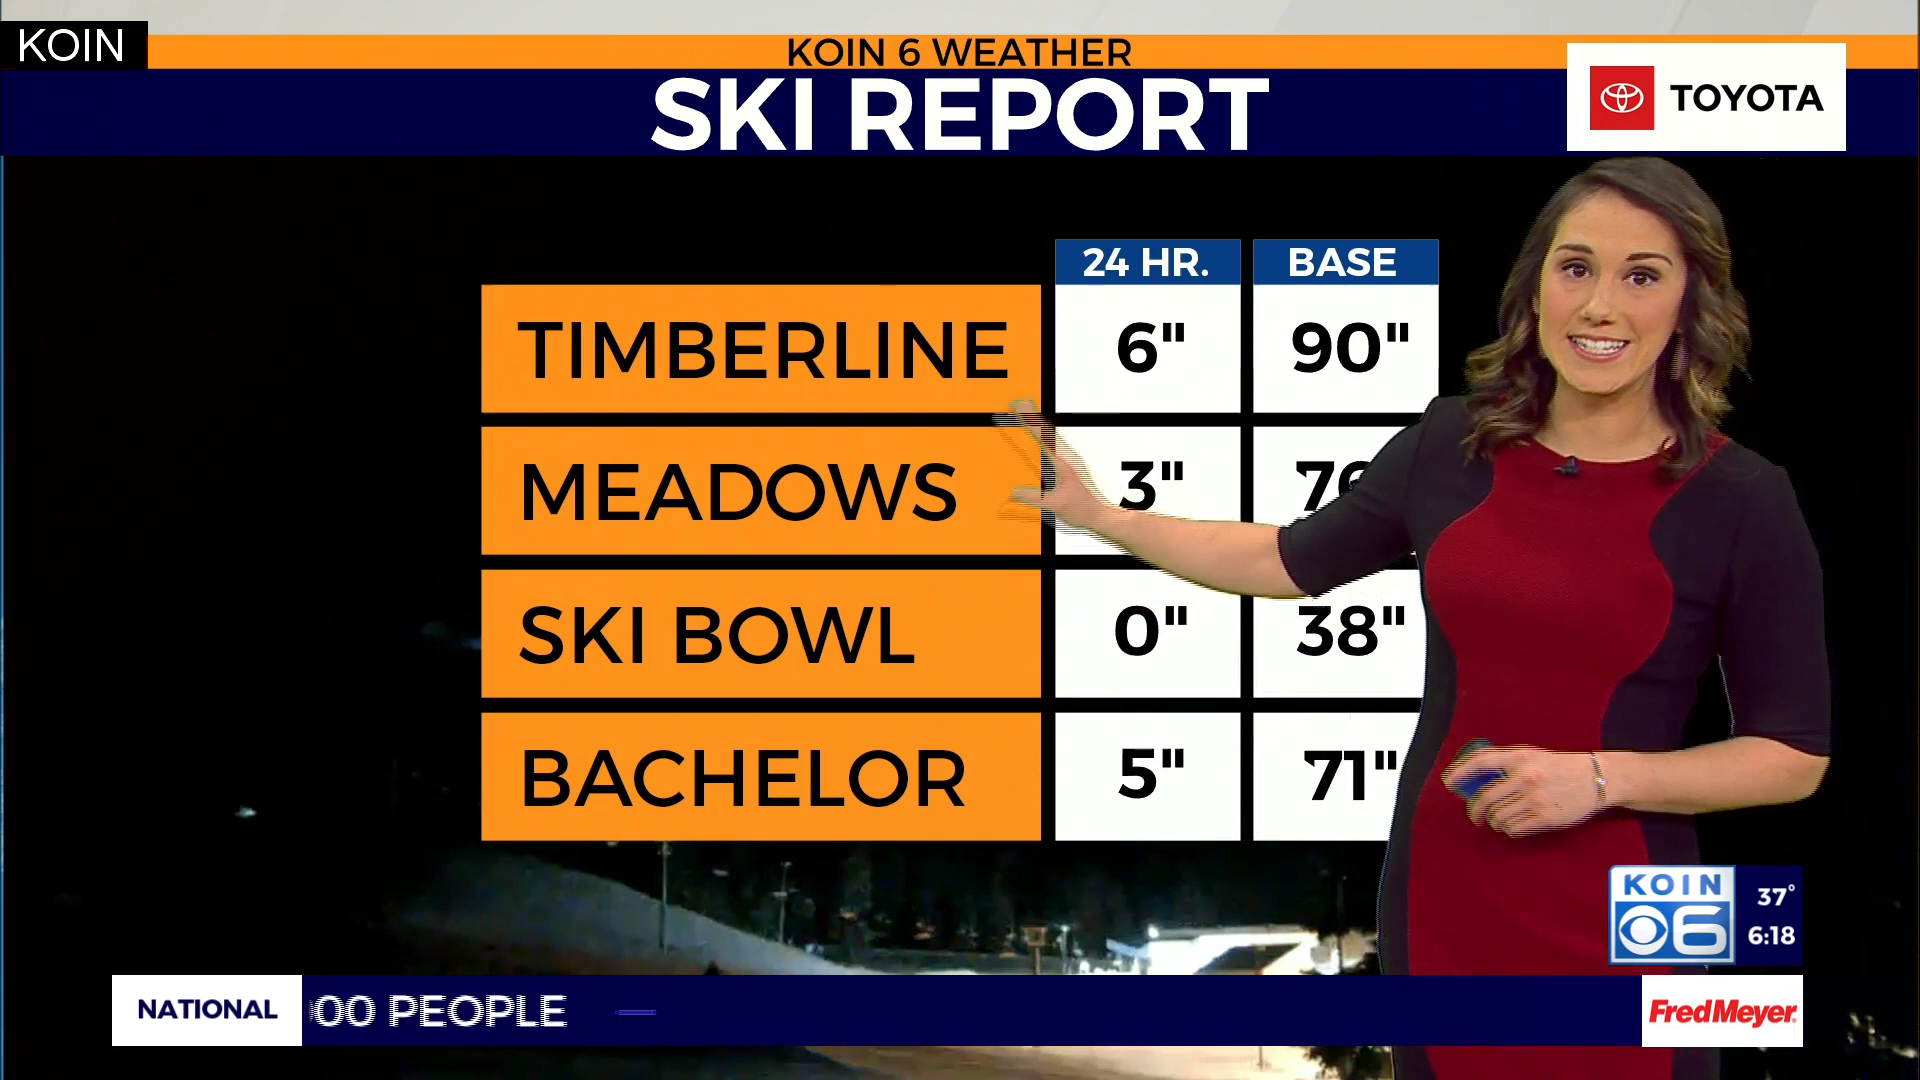 KOIN
KOIN 6 WEATHER
SKI REPORT
TOYOTA
24 HR. BASE
TIMBERLINE 6" 90"
MEADOWS 3"
SKI BOWL 0" 38"
BACHELOR 5" 71"
KOIN 6
37°
6:18
NATIONAL 00 PEOPLE
FredMeyer